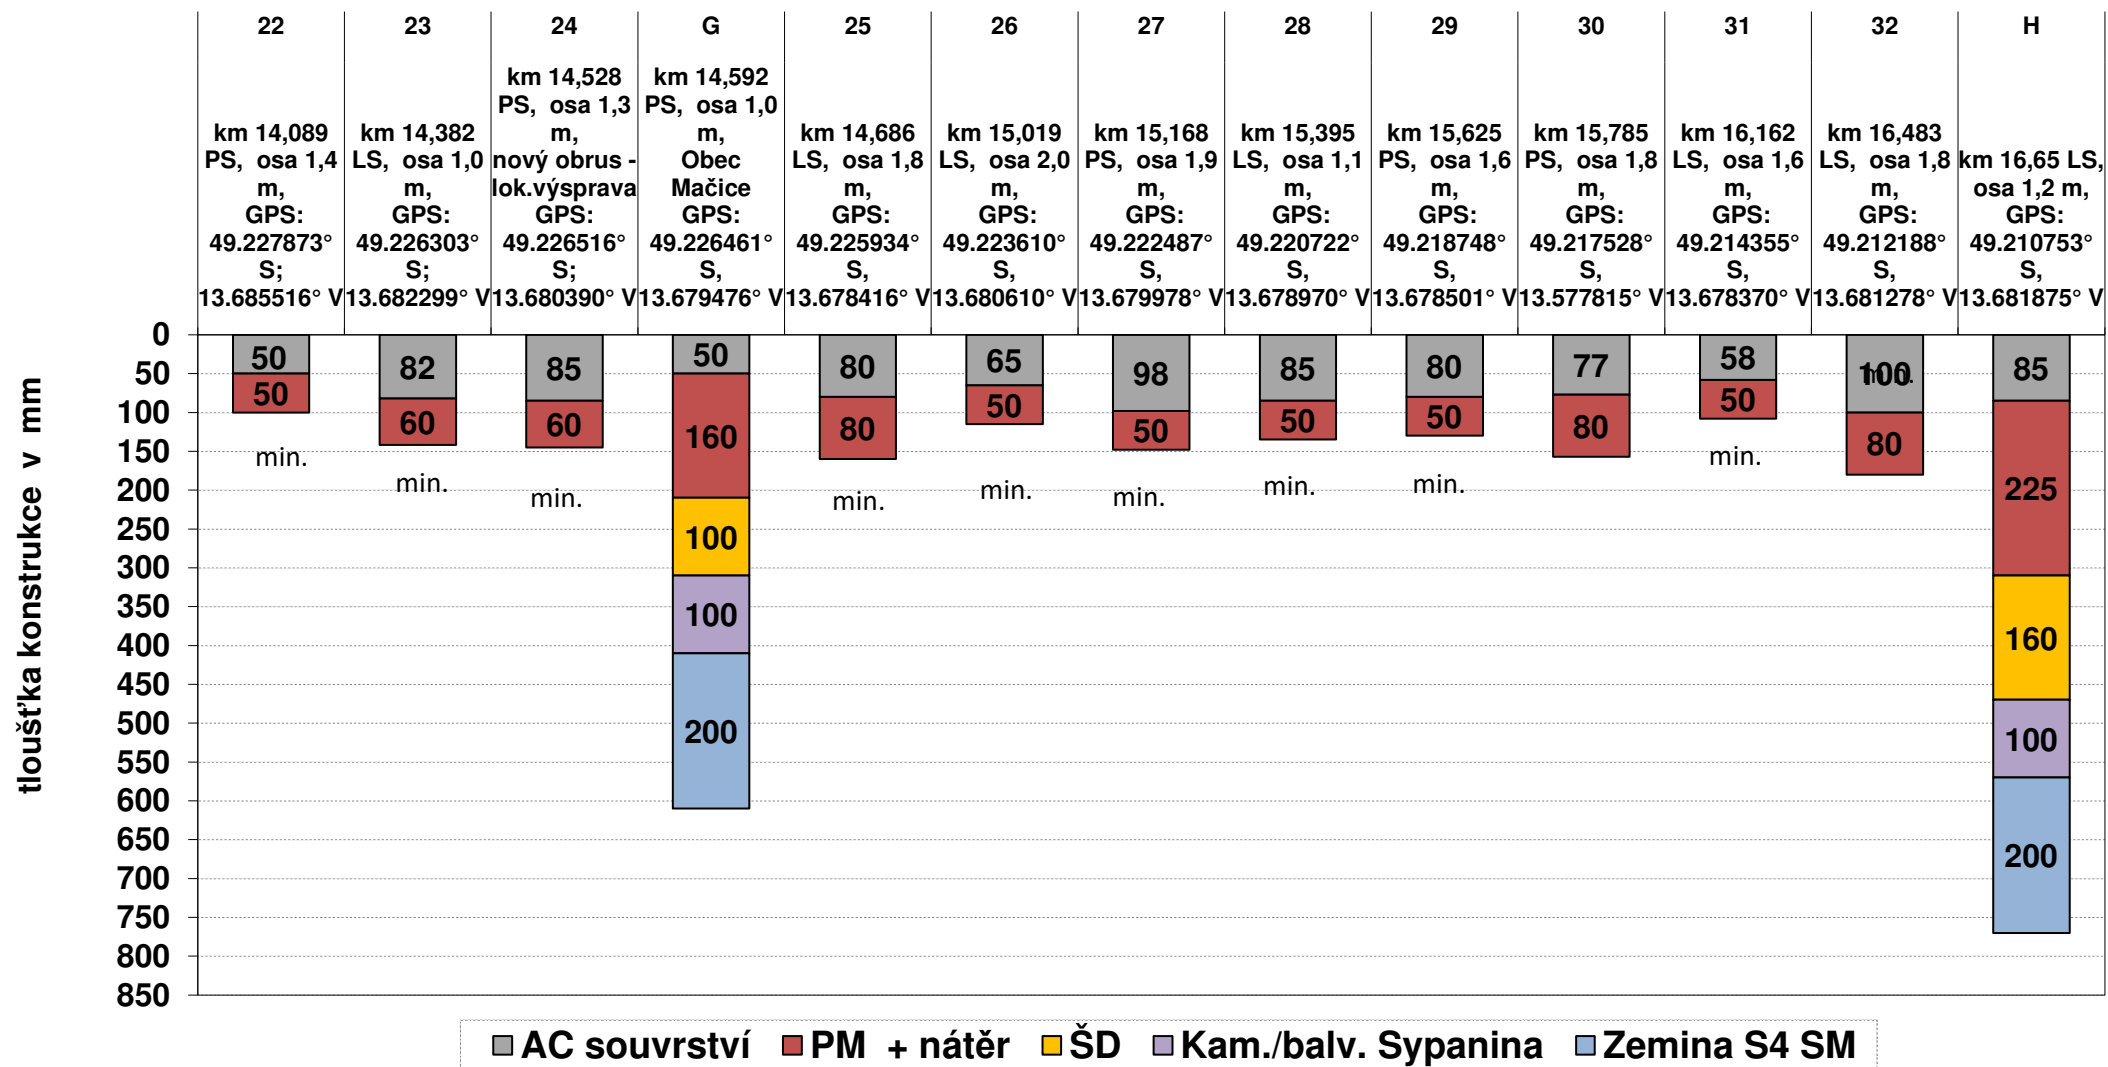 22 23 24 G 25 26 27 28 29 30 31 32 H
km 14,089
PS, osa 1,4
m,
GPS:
49.227873°
S;
13.685516° V
km 14,382
LS, osa 1,0
m,
GPS:
49.226303°
S;
13.682299° V
km 14,528
PS, osa 1,3
m,
nový obrus -
lok.výsprava
GPS:
49.226516°
S;
13.680390° V
km 14,592
PS, osa 1,0
m,
Obec
Mačice
GPS:
49.226461°
S,
13.679476° V
km 14,686
LS, osa 1,8
m,
GPS:
49.225934°
S,
13.678416° V
km 15,019
LS, osa 2,0
m,
GPS:
49.223610°
S,
13.680610° V
km 15,168
PS, osa 1,9
m,
GPS:
49.222487°
S,
13.679978° V
km 15,395
LS, osa 1,1
m,
GPS:
49.220722°
S,
13.678970° V
km 15,625
PS, osa 1,6
m,
GPS:
49.218748°
S,
13.678501° V
km 15,785
PS, osa 1,8
m,
GPS:
49.217528°
S,
13.577815° V
km 16,162
LS, osa 1,6
m,
GPS:
49.214355°
S,
13.678370° V
km 16,483
LS, osa 1,8
m,
GPS:
49.212188°
S,
13.681278° V
km 16,65 LS,
osa 1,2 m,
GPS:
49.210753°
S,
13.681875° V
tloušťka konstrukce v mm
0
50
100
150
200
250
300
350
400
450
500
550
600
650
700
750
800
850
50
50
min.
82
60
min.
85
60
min.
50
160
100
100
200
80
80
min.
65
50
min.
98
50
min.
85
50
min.
80
50
min.
77
80
58
50
min.
100
min.
80
85
225
160
100
200
AC souvrství PM + nátěr ŠD Kam./balv. Sypanina Zemina S4 SM